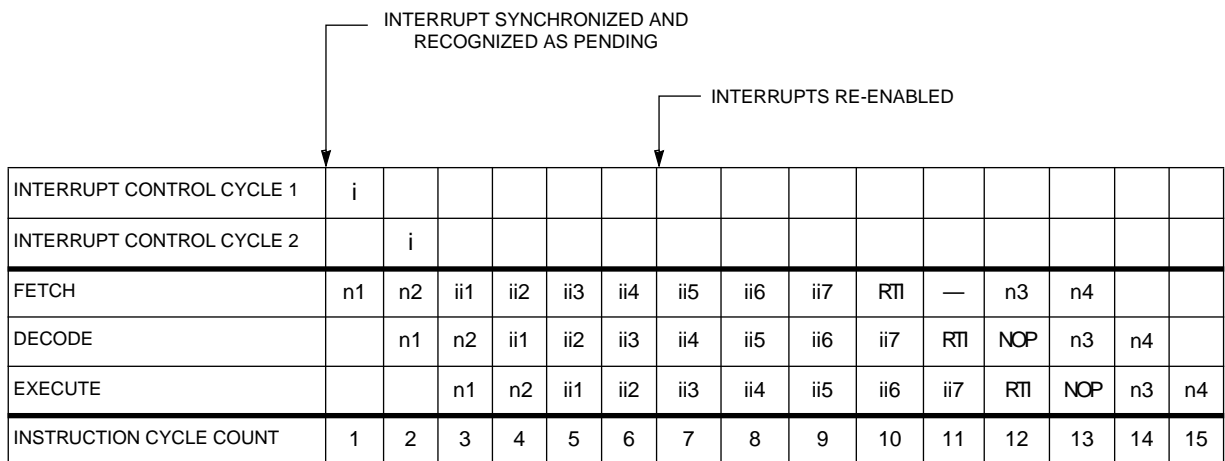 INTERRUPT SYNCHRONIZED AND
RECOGNIZED AS PENDING
INTERRUPTS RE-ENABLED
INTERRUPT CONTROL CYCLE 1 i
INTERRUPT CONTROL CYCLE 2 i
FETCH n1 n2 ii1 ii2 ii3 ii4 ii5 ii6 ii7 RTI — n3 n4
DECODE n1 n2 ii1 ii2 ii3 ii4 ii5 ii6 ii7 RTI NOP n3 n4
EXECUTE n1 n2 ii1 ii2 ii3 ii4 ii5 ii6 ii7 RTI NOP n3 n4
INSTRUCTION CYCLE COUNT 1 2 3 4 5 6 7 8 9 10 11 12 13 14 15